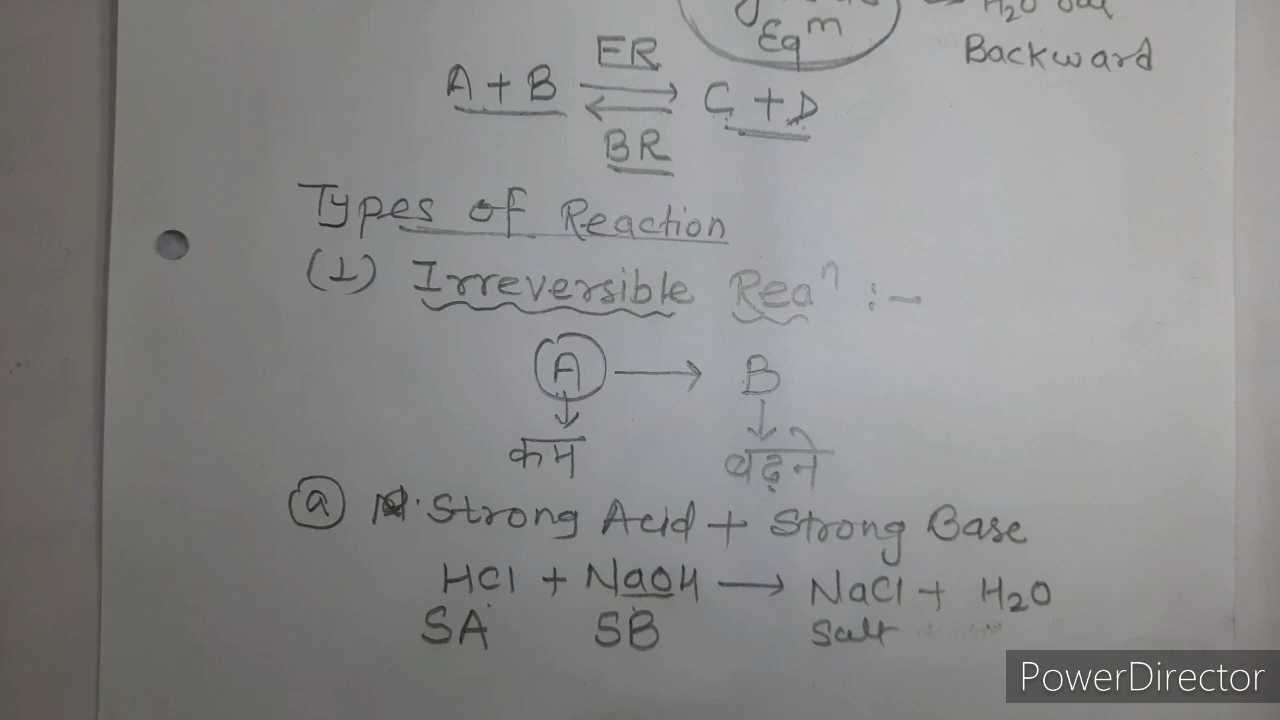 H₂O
Eqᵐ
Backward
FR
A + B ⇌ C + D
BR
Types of Reaction
(1) Irreversible Reaⁿ :-
A → B
↓ ↓
कम बढ़ने
(a) Strong Acid + Strong Base
HCl + NaOH → NaCl + H₂O
SA SB Salt
PowerDirector